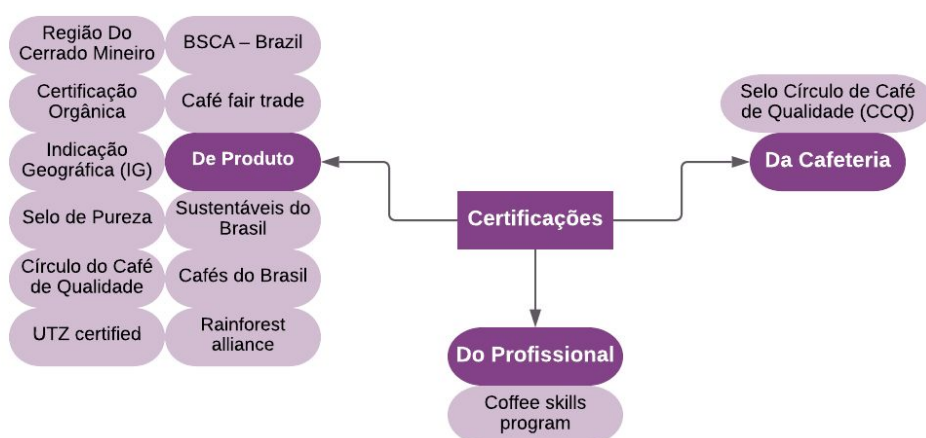 Região Do
Cerrado Mineiro
BSCA – Brazil
Certificação
Orgânica
Café fair trade
Indicação
Geográfica (IG)
De Produto
Selo de Pureza
Sustentáveis do
Brasil
Círculo do Café
de Qualidade
Cafés do Brasil
UTZ certified
Rainforest
alliance
Certificações
Selo Círculo de Café
de Qualidade (CCQ)
Da Cafeteria
Do Profissional
Coffee skills
program